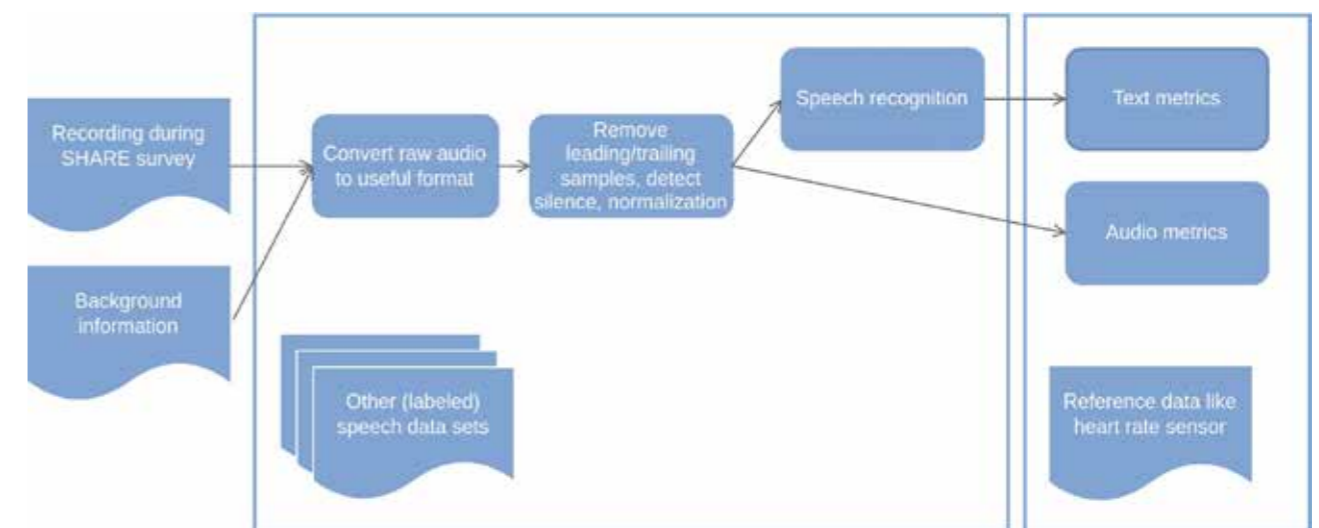 Recording during
SHARE survey
Background
information
Convert raw audio
to useful format
Remove
leading/trailing
samples, detect
silence, normalization
Speech recognition
Other (labeled)
speech data sets
Text metrics
Audio metrics
Reference data like
heart rate sensor